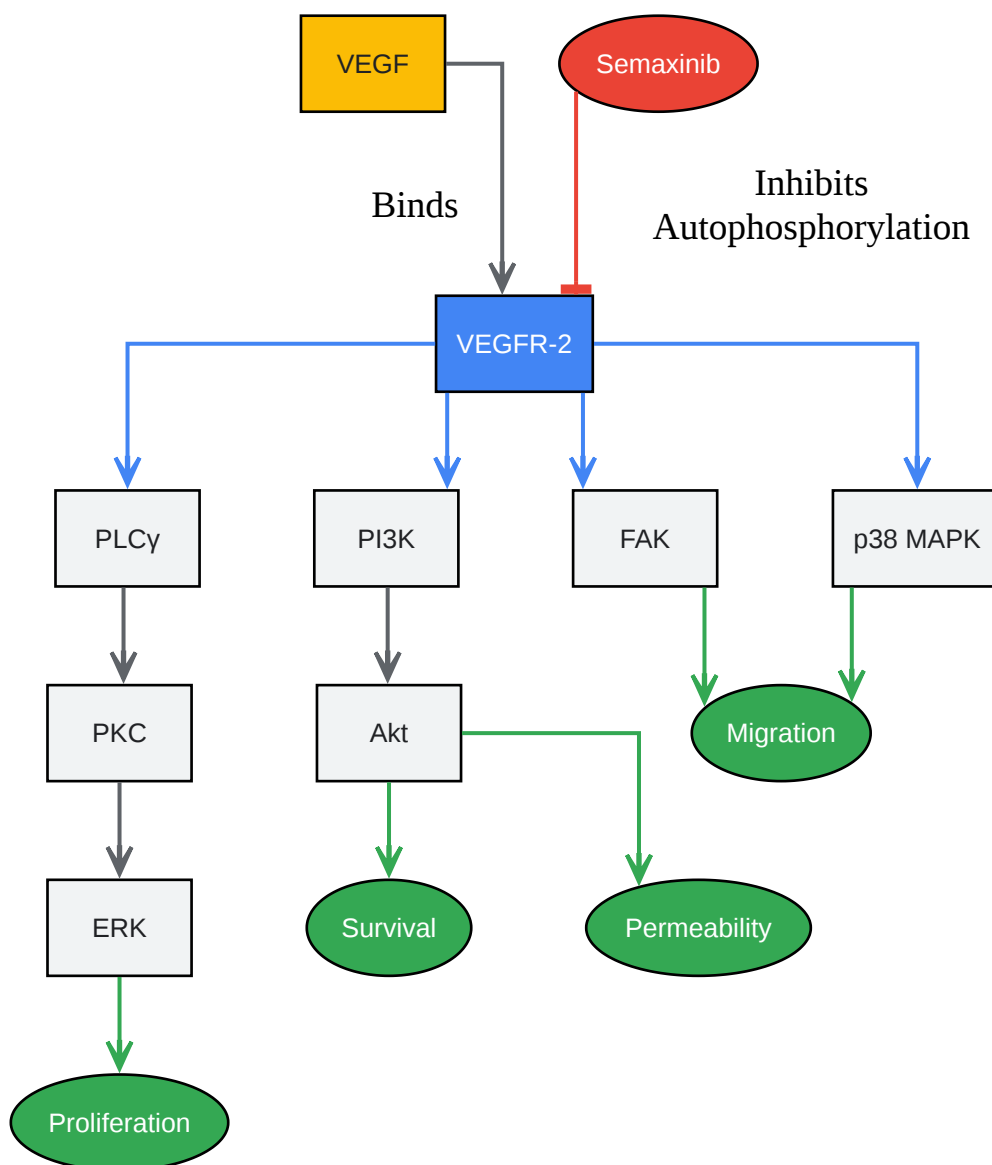 VEGF
Semaxinib
Binds
Inhibits
Autophosphorylation
VEGFR-2
PLCγ
PI3K
FAK
p38 MAPK
PKC
Akt
Migration
ERK
Survival
Permeability
Proliferation